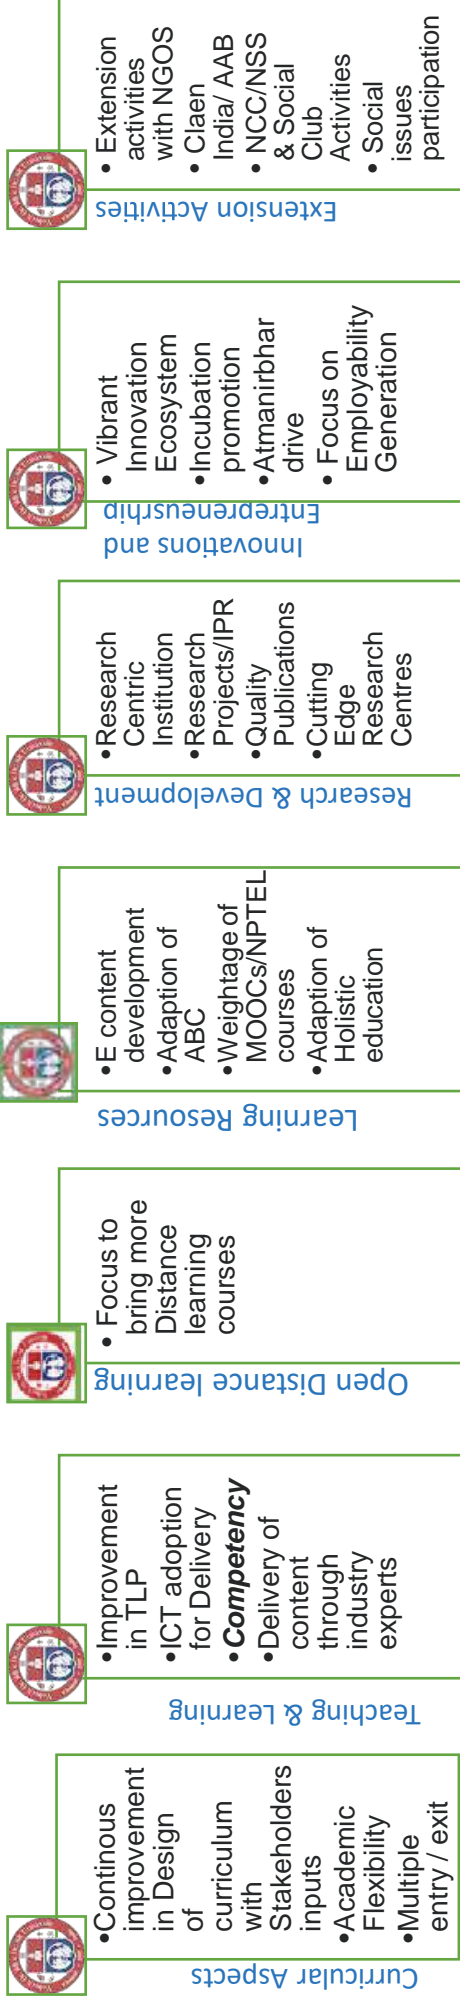 Curricular Aspects
•Continous
improvement
in Design
of
curriculum
with
Stakeholders
inputs
•Academic
Flexibility
•Multiple
entry / exit
Teaching & Learning
•Improvement
in TLP
•ICT adoption
for Delivery
•Competency
•Delivery of
content
through
industry
experts
Open Distance learning
• Focus to
bring more
Distance
learning
courses
Learning Resources
•E content
development
•Adaption of
ABC
•Weightage of
MOOCs/NPTEL
courses
•Adaption of
Holistic
education
Research & Development
•Research
Centric
Institution
•Research
Projects/IPR
•Quality
Publications
•Cutting
Edge
Research
Centres
Innovations and
Entrepreneusrhip
• Vibrant
Innovation
Ecosystem
•Incubation
promotion
•Atmanirbhar
drive
• Focus on
Employability
Generation
Extension Activities
• Extension
activities
with NGOS
• Claen
India/ AAB
• NCC/NSS
& Social
Club
Activities
• Social
issues
participation